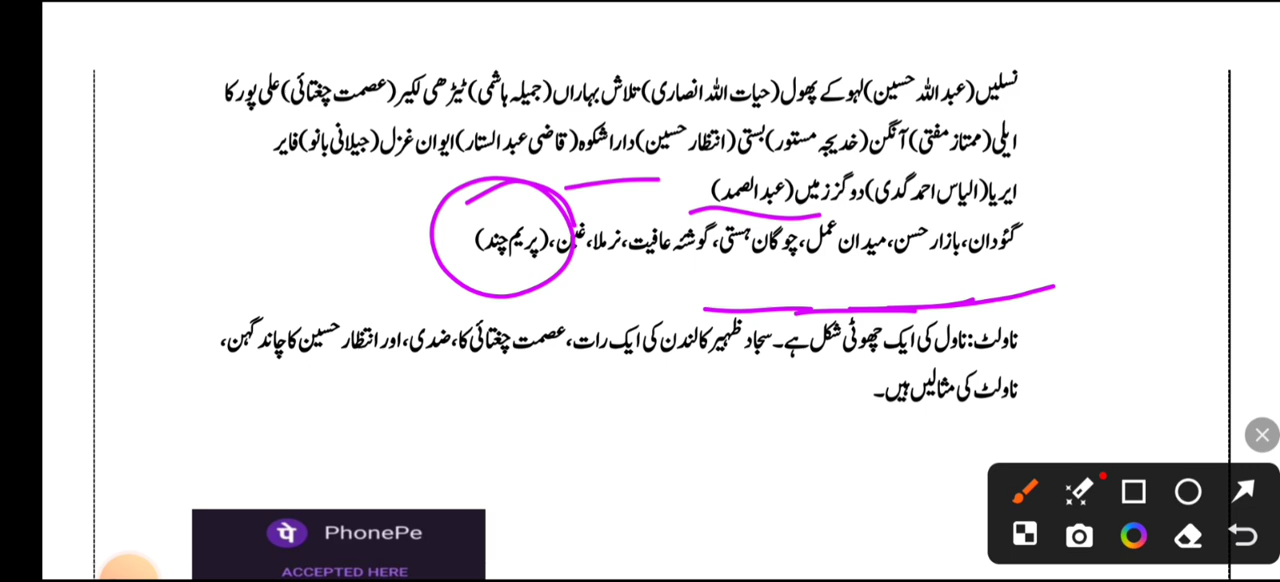 نسلیں (عبداللہ حسین) لہو کے پھول (حیات اللہ انصاری) تلاش بہاراں (جمیلہ ہاشمی) ٹیڑھی لکیر (عصمت چغتائی) علی پور کا
ایلی (ممتاز مفتی) آنگن (خدیجہ مستور) بستی (انتظار حسین) داراشکوہ (قاضی عبدالستار) ایوان غزل (جیلانی بانو) فایر
ایریا (الیاس احمد گدی) دو گز زمیں (عبدالصمد)
گئودان، بازار حسن، میدان عمل، چوگان ہستی، گوشئہ عافیت، نرملا، غبن، (پریم چند)
ناولٹ: ناول کی ایک چھوٹی شکل ہے۔ سجاد ظہیر کا لندن کی ایک رات، عصمت چغتائی کا، ضدی، اور انتظار حسین کا چاند گہن،
ناولٹ کی مثالیں ہیں۔
पे PhonePe
ACCEPTED HERE